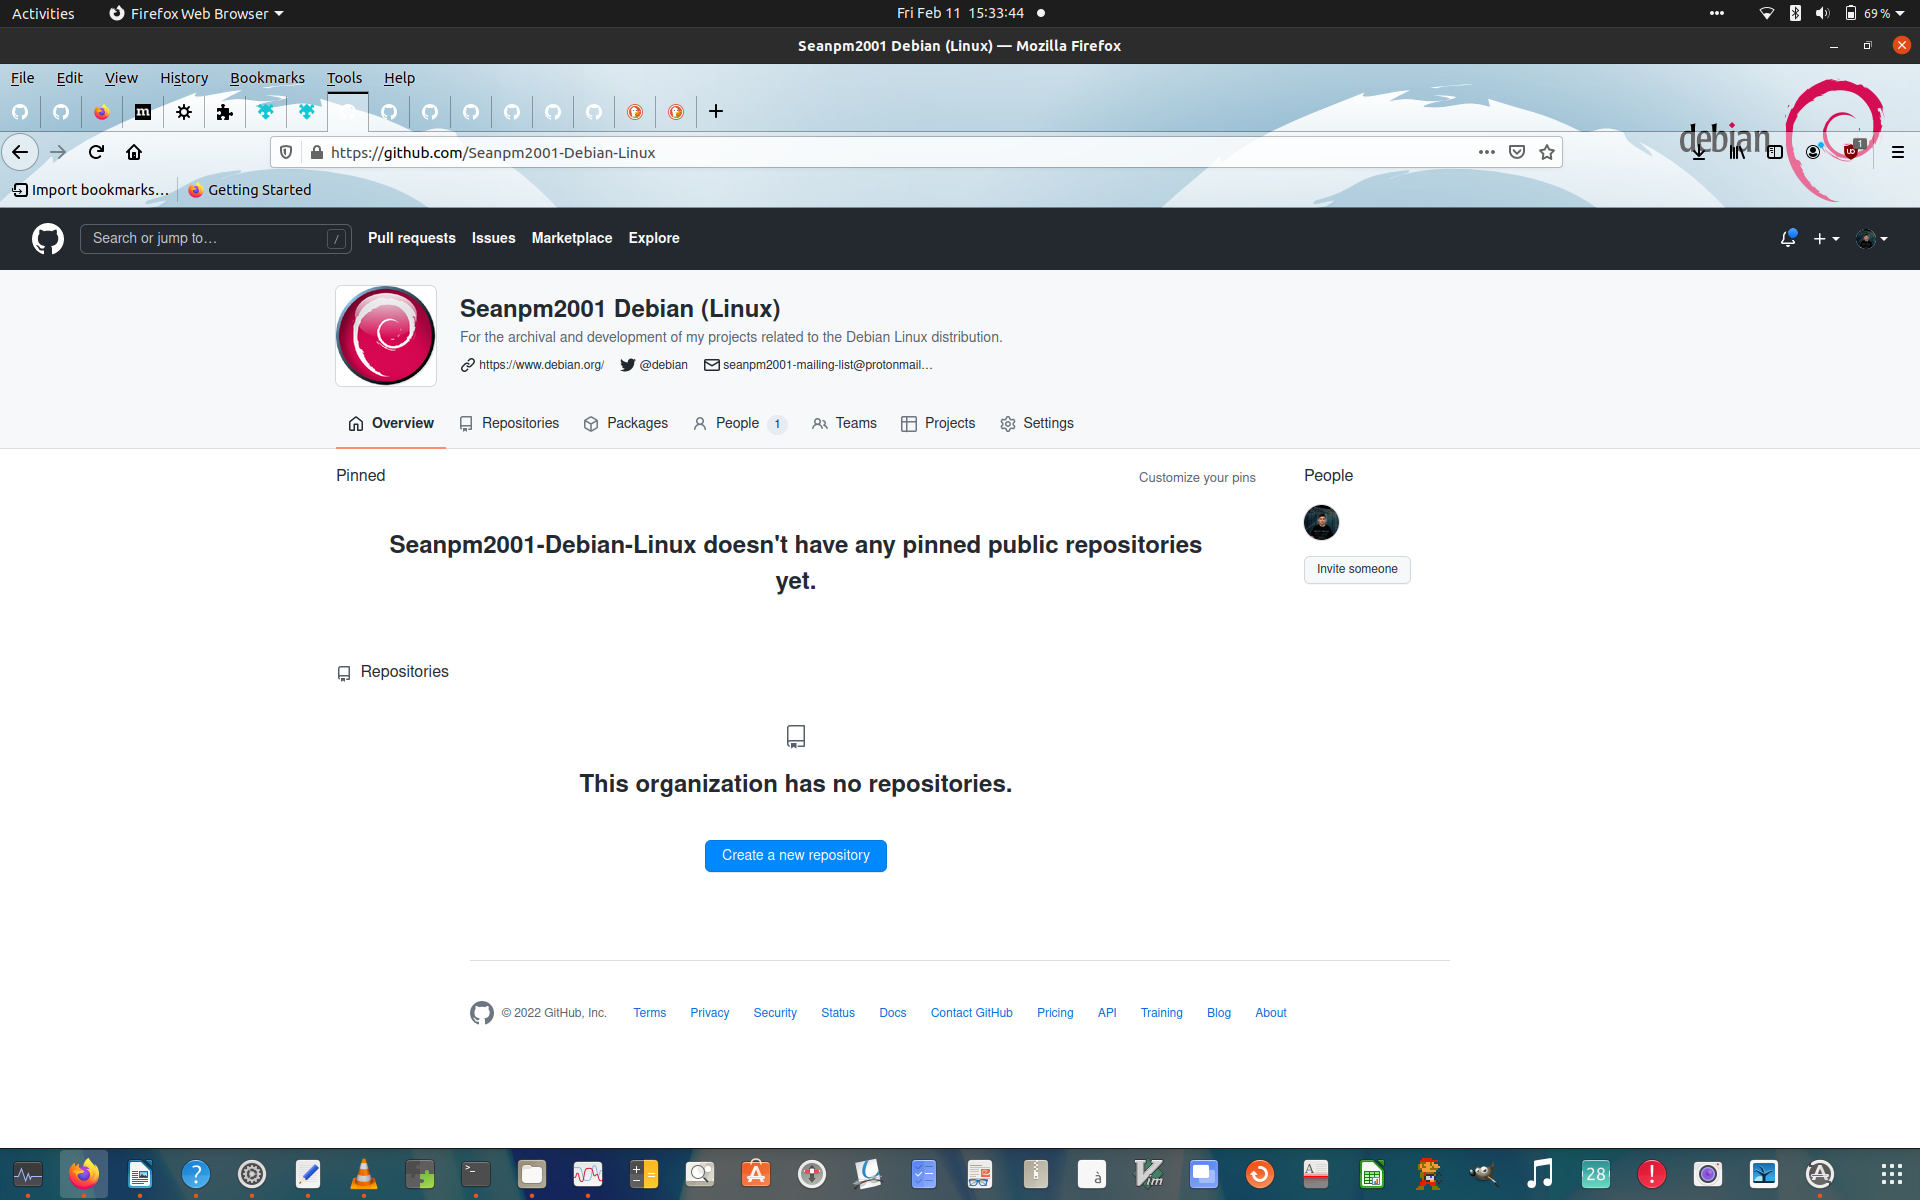 Activities Firefox Web Browser Fri Feb 11 15:33:44 69 %
Seanpm2001 Debian (Linux) — Mozilla Firefox
File Edit View History Bookmarks Tools Help
https://github.com/Seanpm2001-Debian-Linux
debian
1
Import bookmarks... Getting Started
Search or jump to... / Pull requests Issues Marketplace Explore
Seanpm2001 Debian (Linux)
For the archival and development of my projects related to the Debian Linux distribution.
https://www.debian.org/ @debian seanpm2001-mailing-list@protonmail...
Overview Repositories Packages People 1 Teams Projects Settings
Pinned Customize your pins People
Seanpm2001-Debian-Linux doesn't have any pinned public repositories
yet.
Invite someone
Repositories
This organization has no repositories.
Create a new repository
© 2022 GitHub, Inc. Terms Privacy Security Status Docs Contact GitHub Pricing API Training Blog About
à Vim A 28